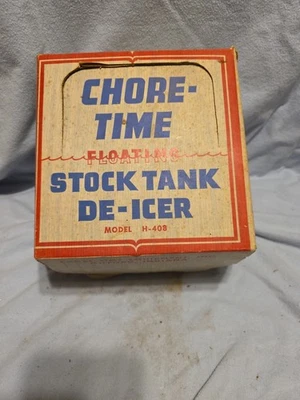 CHORE-
TIME
FLOATING
STOCK TANK
DE-ICER
MODEL H-408